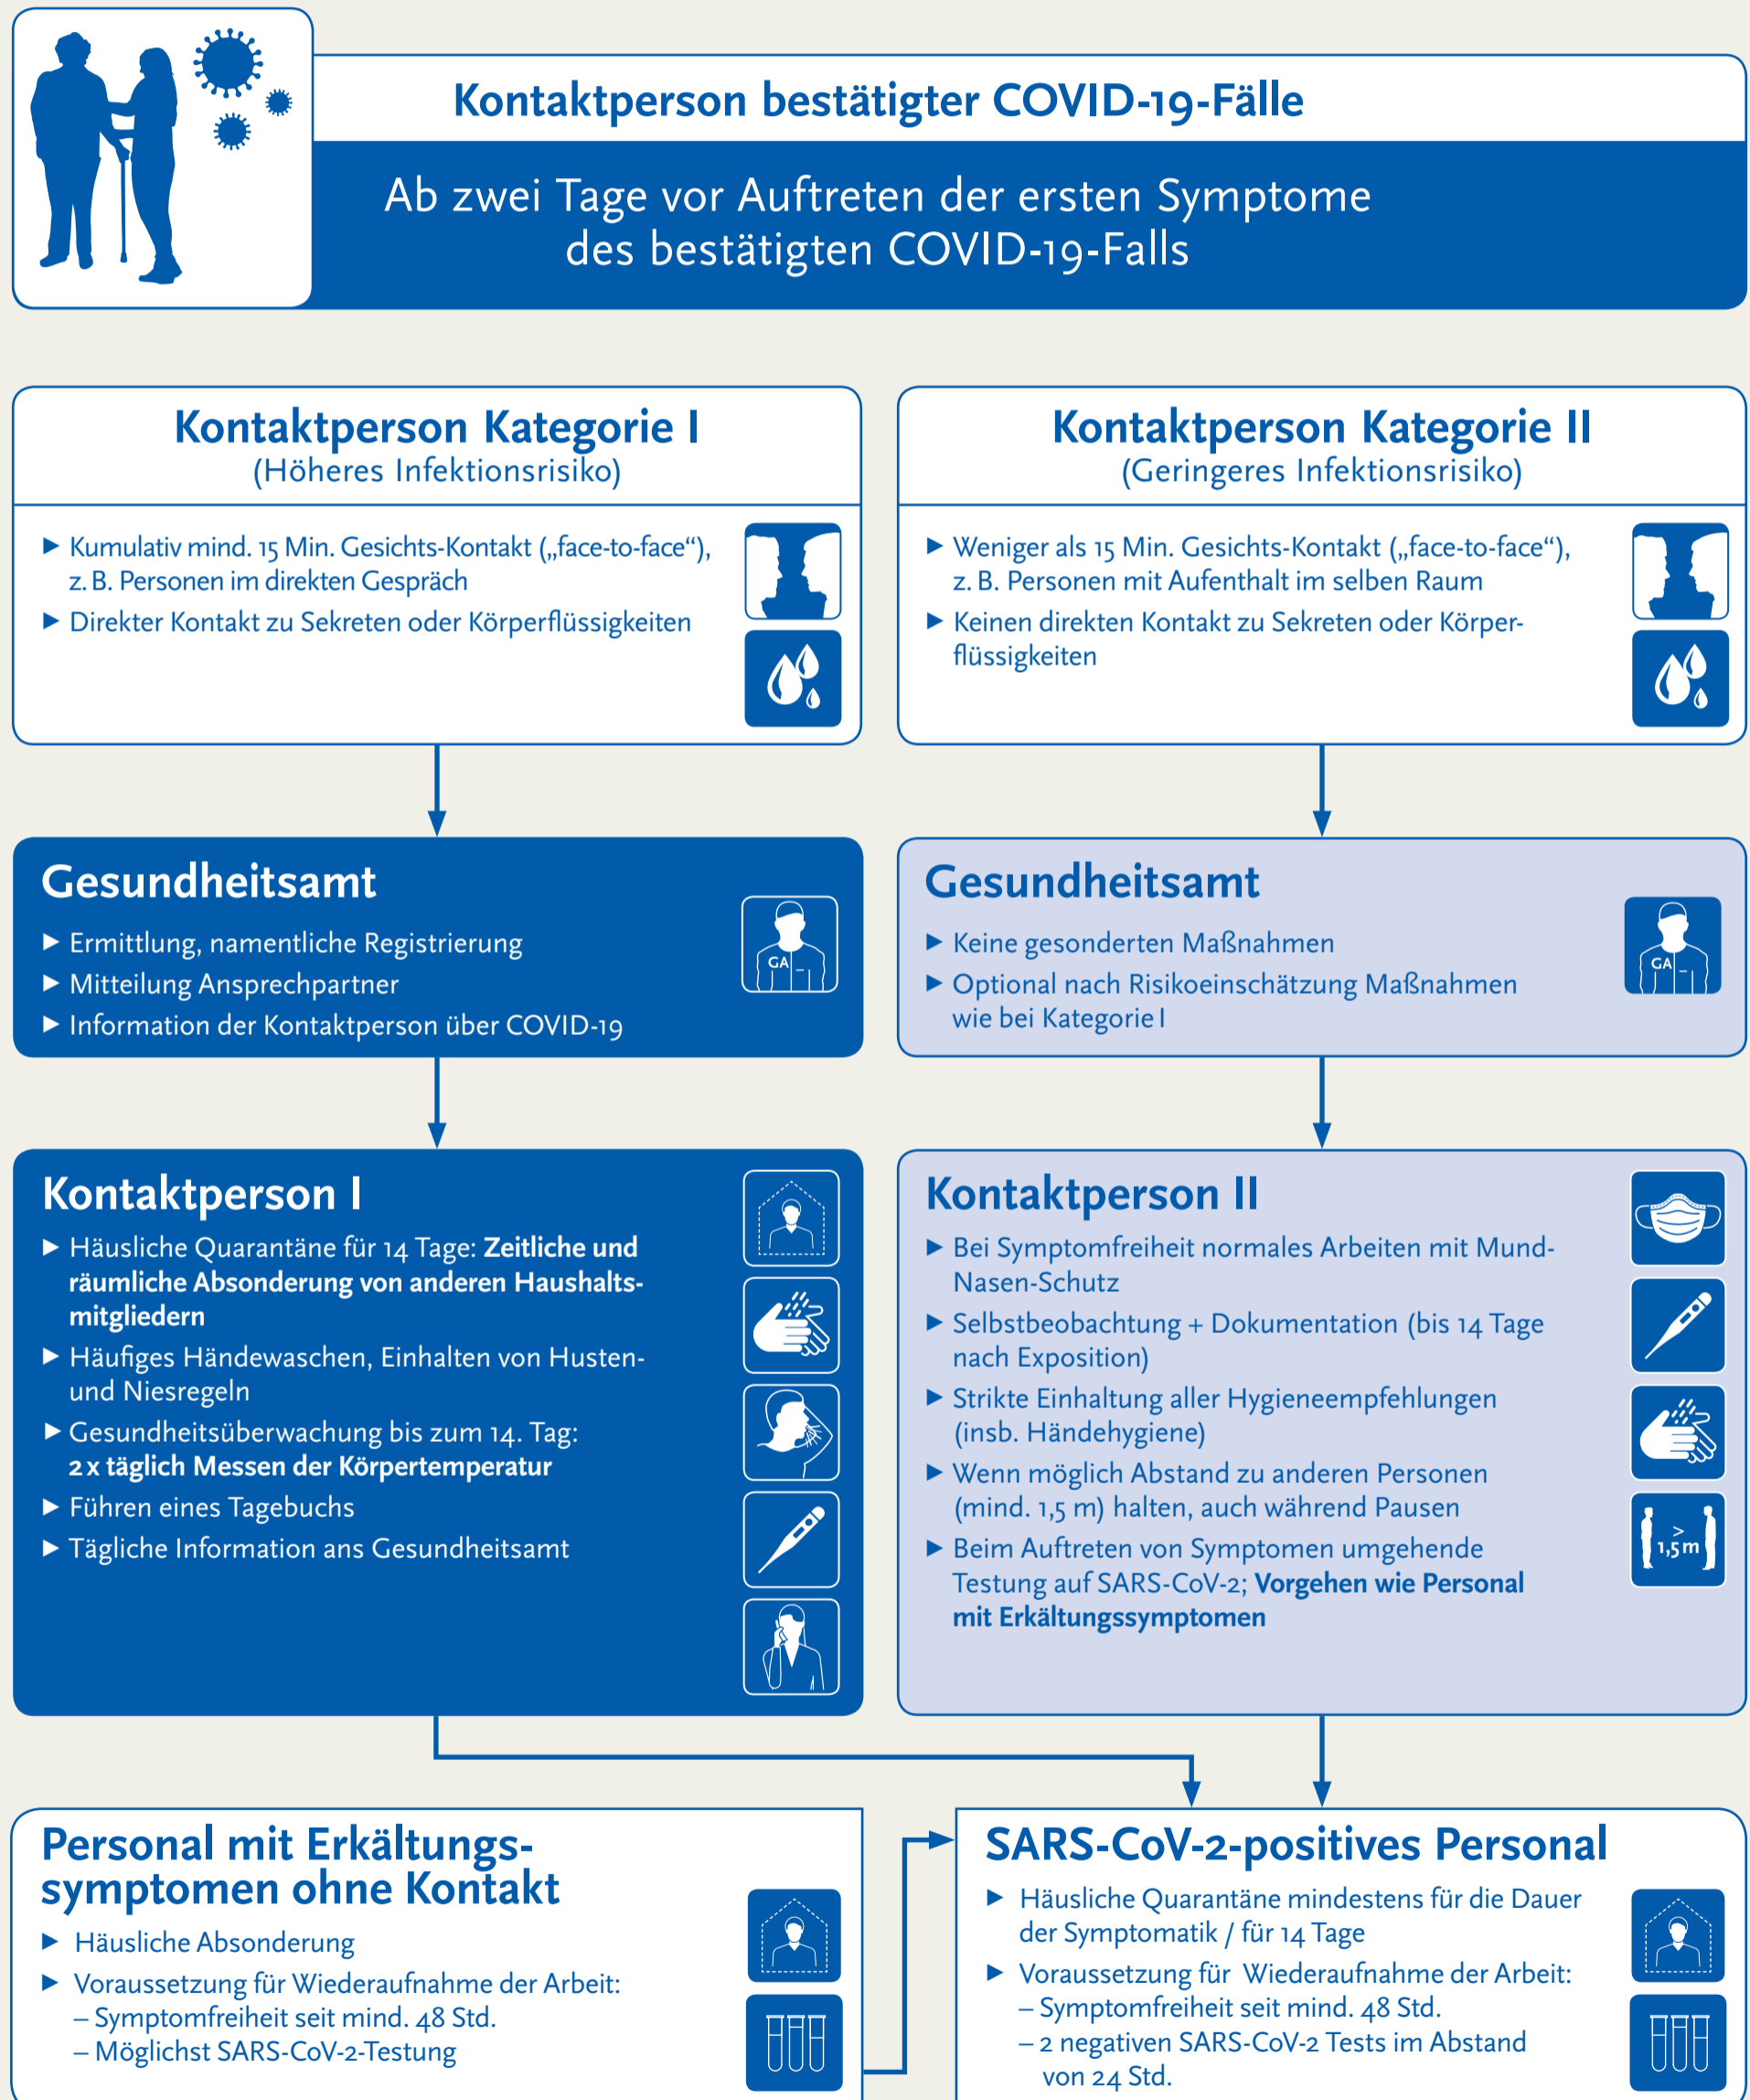 Kontaktperson bestätigter COVID-19-Fälle
Ab zwei Tage vor Auftreten der ersten Symptome
des bestätigten COVID-19-Falls
Kontaktperson Kategorie I
(Höheres Infektionsrisiko)
► Kumulativ mind. 15 Min. Gesichts-Kontakt („face-to-face“),
z. B. Personen im direkten Gespräch
► Direkter Kontakt zu Sekreten oder Körperflüssigkeiten
Kontaktperson Kategorie II
(Geringeres Infektionsrisiko)
► Weniger als 15 Min. Gesichts-Kontakt („face-to-face“),
z. B. Personen mit Aufenthalt im selben Raum
► Keinen direkten Kontakt zu Sekreten oder Körper-
flüssigkeiten
Gesundheitsamt
► Ermittlung, namentliche Registrierung
► Mitteilung Ansprechpartner
► Information der Kontaktperson über COVID-19
GA
Gesundheitsamt
► Keine gesonderten Maßnahmen
► Optional nach Risikoeinschätzung Maßnahmen
wie bei Kategorie I
GA
Kontaktperson I
► Häusliche Quarantäne für 14 Tage: Zeitliche und
räumliche Absonderung von anderen Haushalts-
mitgliedern
► Häufiges Händewaschen, Einhalten von Husten-
und Niesregeln
► Gesundheitsüberwachung bis zum 14. Tag:
2 x täglich Messen der Körpertemperatur
► Führen eines Tagebuchs
► Tägliche Information ans Gesundheitsamt
Kontaktperson II
► Bei Symptomfreiheit normales Arbeiten mit Mund-
Nasen-Schutz
► Selbstbeobachtung + Dokumentation (bis 14 Tage
nach Exposition)
► Strikte Einhaltung aller Hygieneempfehlungen
(insb. Händehygiene)
► Wenn möglich Abstand zu anderen Personen
(mind. 1,5 m) halten, auch während Pausen
► Beim Auftreten von Symptomen umgehende
Testung auf SARS-CoV-2; Vorgehen wie Personal
mit Erkältungssymptomen
>
1,5 m
Personal mit Erkältungs-
symptomen ohne Kontakt
► Häusliche Absonderung
► Voraussetzung für Wiederaufnahme der Arbeit:
– Symptomfreiheit seit mind. 48 Std.
– Möglichst SARS-CoV-2-Testung
SARS-CoV-2-positives Personal
► Häusliche Quarantäne mindestens für die Dauer
der Symptomatik / für 14 Tage
► Voraussetzung für Wiederaufnahme der Arbeit:
– Symptomfreiheit seit mind. 48 Std.
– 2 negativen SARS-CoV-2 Tests im Abstand
von 24 Std.